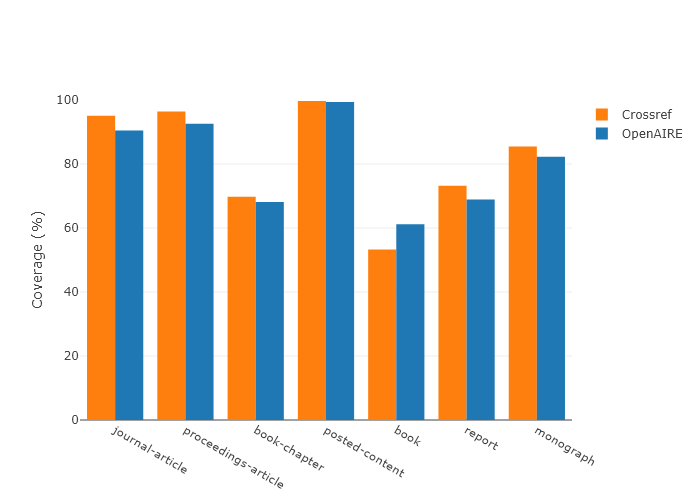 100
80
60
40
20
0
Coverage (%)
journal-article
proceedings-article
book-chapter
posted-content
book
report
monograph
Crossref
OpenAIRE